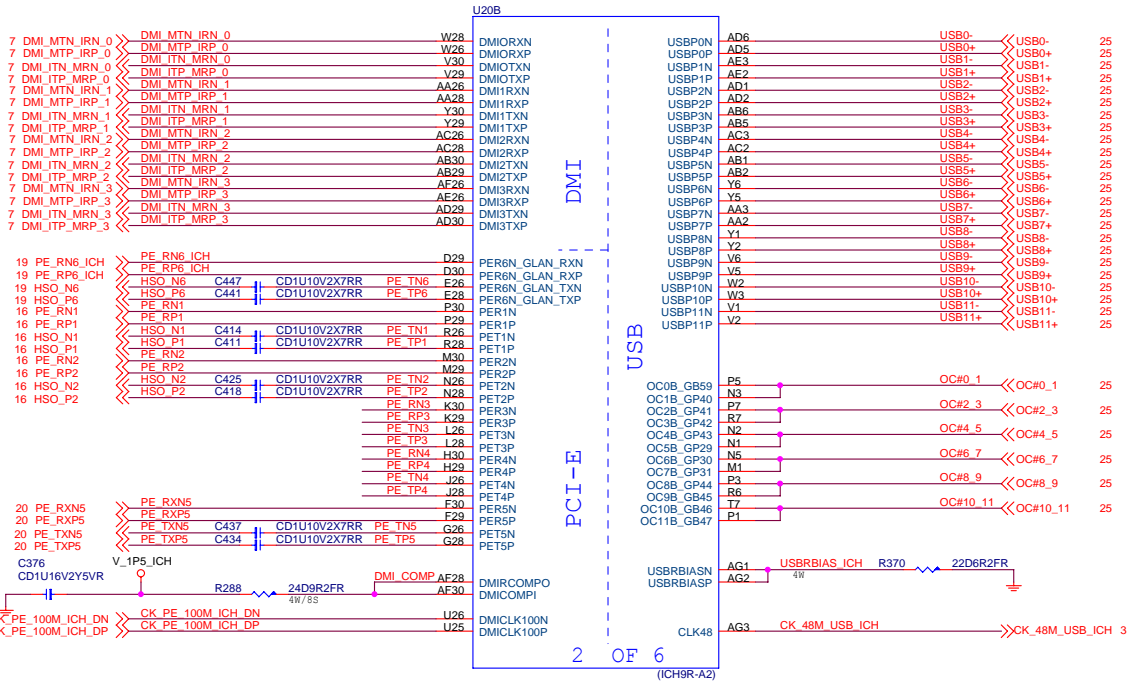 U20B
7 DMI_MTN_IRN_0 DMI_MTN_IRN_0 W28 DMIORXN USBP0N AD6 USB0- USB0- 25
7 DMI_MTP_IRP_0 DMI_MTP_IRP_0 W26 DMIORXP USBP0P AD5 USB0+ USB0+ 25
7 DMI_ITN_MRN_0 DMI_ITN_MRN_0 V30 DMIOTXN USBP1N AE3 USB1- USB1- 25
7 DMI_ITP_MRP_0 DMI_ITP_MRP_0 V29 DMIOTXP USBP1P AE2 USB1+ USB1+ 25
7 DMI_MTN_IRN_1 DMI_MTN_IRN_1 AA26 DMI1RXN USBP2N AD1 USB2- USB2- 25
7 DMI_MTP_IRP_1 DMI_MTP_IRP_1 AA28 DMI1RXP USBP2P AD2 USB2+ USB2+ 25
7 DMI_ITN_MRN_1 DMI_ITN_MRN_1 Y30 DMI1TXN USBP3N AB6 USB3- USB3- 25
7 DMI_ITP_MRP_1 DMI_ITP_MRP_1 Y29 DMI1TXP USBP3P AB5 USB3+ USB3+ 25
7 DMI_MTN_IRN_2 DMI_MTN_IRN_2 AC26 DMI2RXN USBP4N AC3 USB4- USB4- 25
7 DMI_MTP_IRP_2 DMI_MTP_IRP_2 AC28 DMI2RXP USBP4P AC2 USB4+ USB4+ 25
7 DMI_ITN_MRN_2 DMI_ITN_MRN_2 AB30 DMI2TXN USBP5N AB1 USB5- USB5- 25
7 DMI_ITP_MRP_2 DMI_ITP_MRP_2 AB29 DMI2TXP USBP5P AB2 USB5+ USB5+ 25
7 DMI_MTN_IRN_3 DMI_MTN_IRN_3 AF26 DMI3RXN USBP6N Y6 USB6- USB6- 25
7 DMI_MTP_IRP_3 DMI_MTP_IRP_3 AE26 DMI3RXP USBP6P Y5 USB6+ USB6+ 25
7 DMI_ITN_MRN_3 DMI_ITN_MRN_3 AD29 DMI3TXN USBP7N AA3 USB7- USB7- 25
7 DMI_ITP_MRP_3 DMI_ITP_MRP_3 AD30 DMI3TXP USBP7P AA2 USB7+ USB7+ 25
DMI
USBP8N Y1 USB8- USB8- 25
USBP8P Y2 USB8+ USB8+ 25
19 PE_RN6_ICH PE_RN6_ICH D29 PER6N_GLAN_RXN USBP9N V6 USB9- USB9- 25
19 PE_RP6_ICH PE_RP6_ICH D30 PER6N_GLAN_RXP USBP9P V5 USB9+ USB9+ 25
19 HSO_N6 HSO_N6 C447 CD1U10V2X7RR PE_TN6 E26 PER6N_GLAN_TXN USBP10N W2 USB10- USB10- 25
19 HSO_P6 HSO_P6 C441 CD1U10V2X7RR PE_TP6 E28 PER6N_GLAN_TXP USBP10P W3 USB10+ USB10+ 25
16 PE_RN1 PE_RN1 P30 PER1N USBP11N V1 USB11- USB11- 25
16 PE_RP1 PE_RP1 P29 PER1P USBP11P V2 USB11+ USB11+ 25
16 HSO_N1 HSO_N1 C414 CD1U10V2X7RR PE_TN1 R26 PET1N
16 HSO_P1 HSO_P1 C411 CD1U10V2X7RR PE_TP1 R28 PET1P
USB
16 PE_RN2 PE_RN2 M30 PER2N
16 PE_RP2 PE_RP2 M29 PER2P
16 HSO_N2 HSO_N2 C425 CD1U10V2X7RR PE_TN2 N26 PET2N OC0B_GB59 P5 OC#0_1 OC#0_1 25
16 HSO_P2 HSO_P2 C418 CD1U10V2X7RR PE_TP2 N28 PET2P OC1B_GP40 N3
PE_RN3 K30 PER3N OC2B_GP41 P7 OC#2_3 OC#2_3 25
PE_RP3 K29 PER3P OC3B_GP42 R7
PE_TN3 L26 PET3N OC4B_GP43 N2 OC#4_5 OC#4_5 25
PE_TP3 L28 PET3P OC5B_GP29 N1
PE_RN4 H30 PER4N OC6B_GP30 N5 OC#6_7 OC#6_7 25
PE_RP4 H29 PER4P OC7B_GP31 M1
PE_TN4 J26 PET4N OC8B_GP44 P3 OC#8_9 OC#8_9 25
PE_TP4 J28 PET4P OC9B_GB45 R6
PCI-E
20 PE_RXN5 PE_RXN5 F30 PER5N OC10B_GB46 T7 OC#10_11 OC#10_11 25
20 PE_RXP5 PE_RXP5 F29 PER5P OC11B_GB47 P1
20 PE_TXN5 PE_TXN5 C437 CD1U10V2X7RR PE_TN5 G26 PET5N
20 PE_TXP5 PE_TXP5 C434 CD1U10V2X7RR PE_TP5 G28 PET5P
C376 V_1P5_ICH
CD1U16V2Y5VR
DMI_COMP AF28 DMIRCOMPO USBRBIASN AG1 USBRBIAS_ICH R370 22D6R2FR
4W
R288 24D9R2FR AF30 DMICOMPI USBRBIASP AG2
4W/8S
K_PE_100M_ICH_DN CK_PE_100M_ICH_DN U26 DMICLK100N
K_PE_100M_ICH_DP CK_PE_100M_ICH_DP U25 DMICLK100P CLK48 AG3 CK_48M_USB_ICH CK_48M_USB_ICH 3
2 OF 6
(ICH9R-A2)